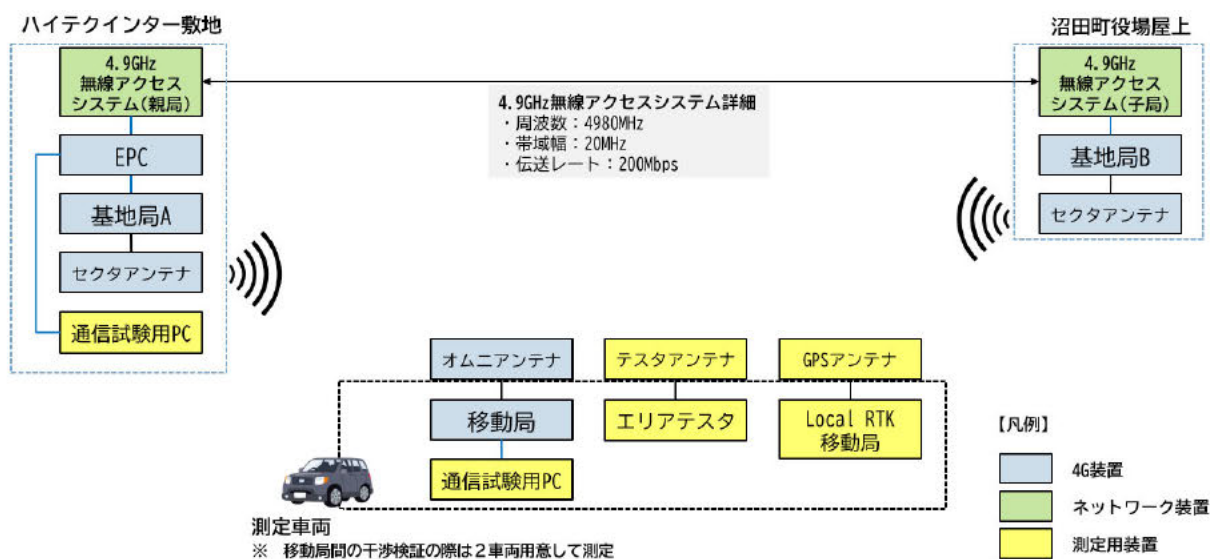 ハイテクインター敷地
4.9GHz
無線アクセス
システム(親局)
EPC
基地局A
セクタアンテナ
通信試験用PC
4.9GHz無線アクセスシステム詳細
・周波数：4980MHz
・帯域幅：20MHz
・伝送レート：200Mbps
沼田町役場屋上
4.9GHz
無線アクセス
システム(子局)
基地局B
セクタアンテナ
オムニアンテナ
移動局
通信試験用PC
テスタアンテナ
エリアテスタ
GPSアンテナ
Local RTK
移動局
測定車両
※　移動局間の干渉検証の際は２車両用意して測定
【凡例】
4G装置
ネットワーク装置
測定用装置